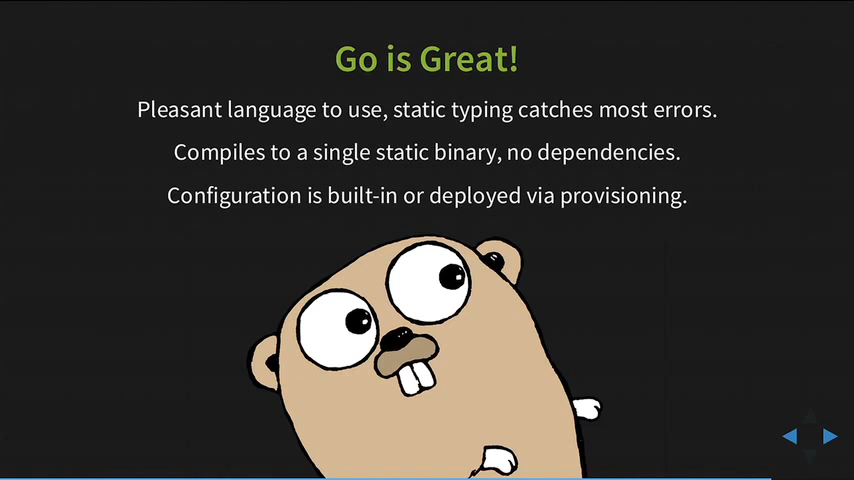 Go is Great!
Pleasant language to use, static typing catches most errors.
Compiles to a single static binary, no dependencies.
Configuration is built-in or deployed via provisioning.